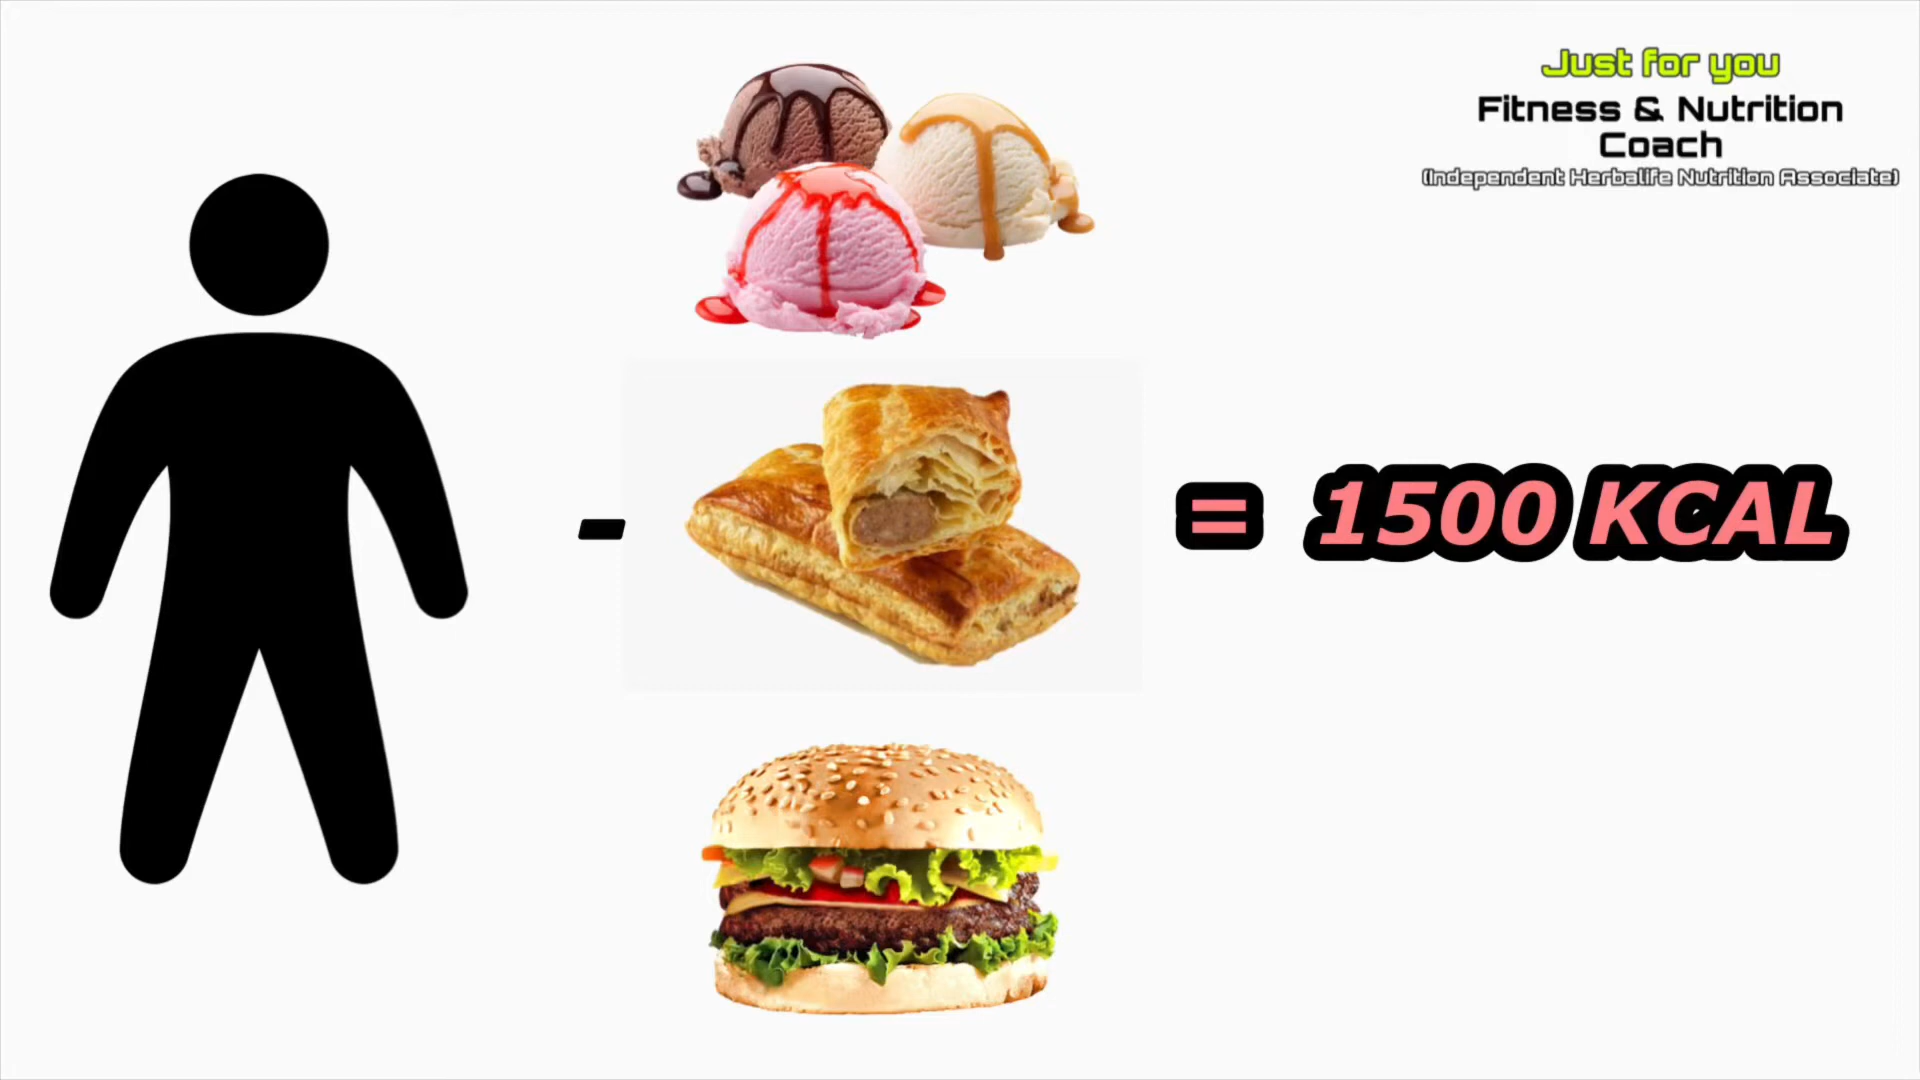 Just for you
Fitness & Nutrition
Coach
(Independent Herbalife Nutrition Associate)
- = 1500 KCAL